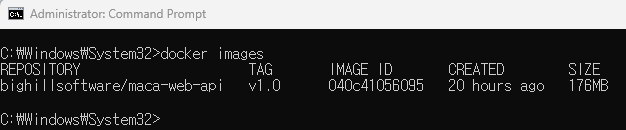 Administrator: Command Prompt
C:₩Windows₩System32>docker images
REPOSITORY TAG IMAGE ID CREATED SIZE
bighillsoftware/maca-web-api v1.0 040c41056095 20 hours ago 176MB
C:₩Windows₩System32>